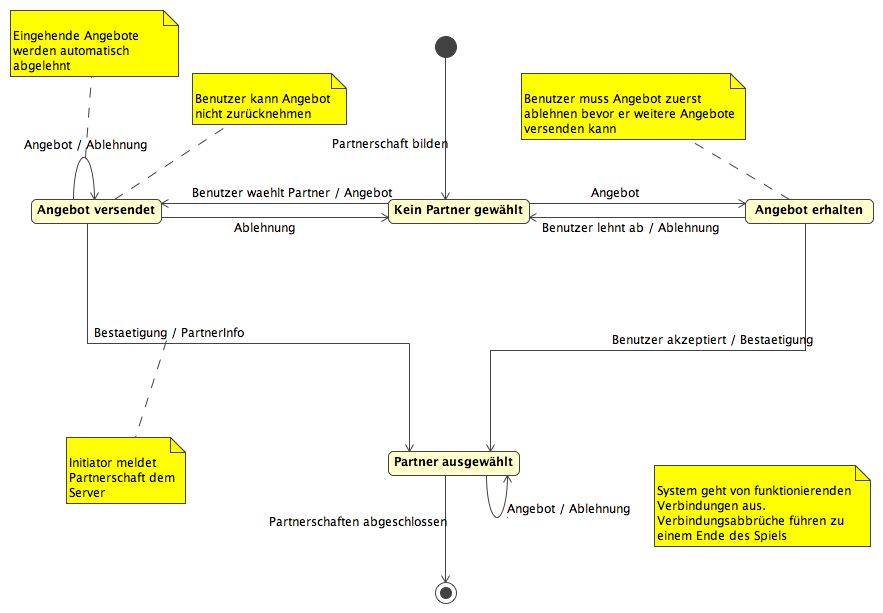 Eingehende Angebote
werden automatisch
abgelehnt
Benutzer kann Angebot
nicht zurücknehmen
Benutzer muss Angebot zuerst
ablehnen bevor er weitere Angebote
versenden kann
Angebot / Ablehnung
Partnerschaft bilden
Benutzer waehlt Partner / Angebot
Angebot
Angebot versendet
Kein Partner gewählt
Angebot erhalten
Ablehnung
Benutzer lehnt ab / Ablehnung
Bestaetigung / PartnerInfo
Benutzer akzeptiert / Bestaetigung
Initiator meldet
Partnerschaft dem
Server
Partner ausgewählt
Angebot / Ablehnung
Partnerschaften abgeschlossen
System geht von funktionierenden
Verbindungen aus.
Verbindungsabbrüche führen zu
einem Ende des Spiels